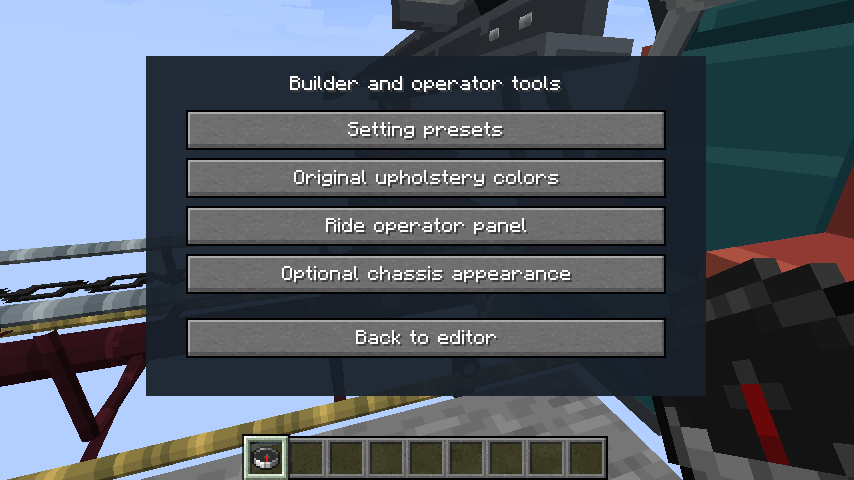 Builder and operator tools
Setting presets
Original upholstery colors
Ride operator panel
Optional chassis appearance
Back to editor